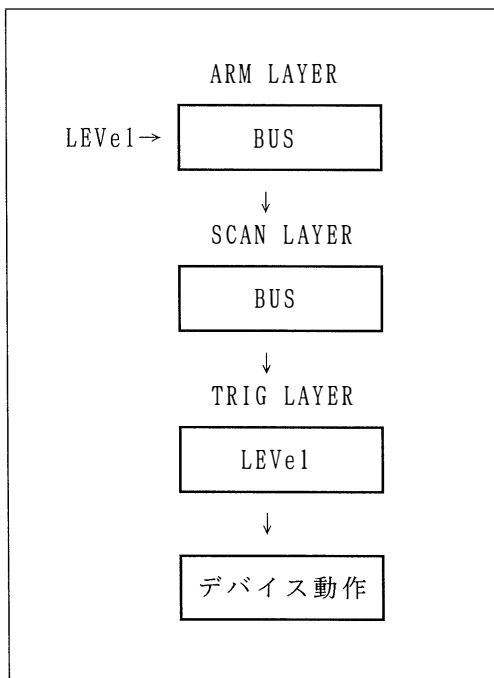 ARM LAYER
LEVel→ BUS
↓
SCAN LAYER
BUS
↓
TRIG LAYER
LEVel
↓
デバイス動作